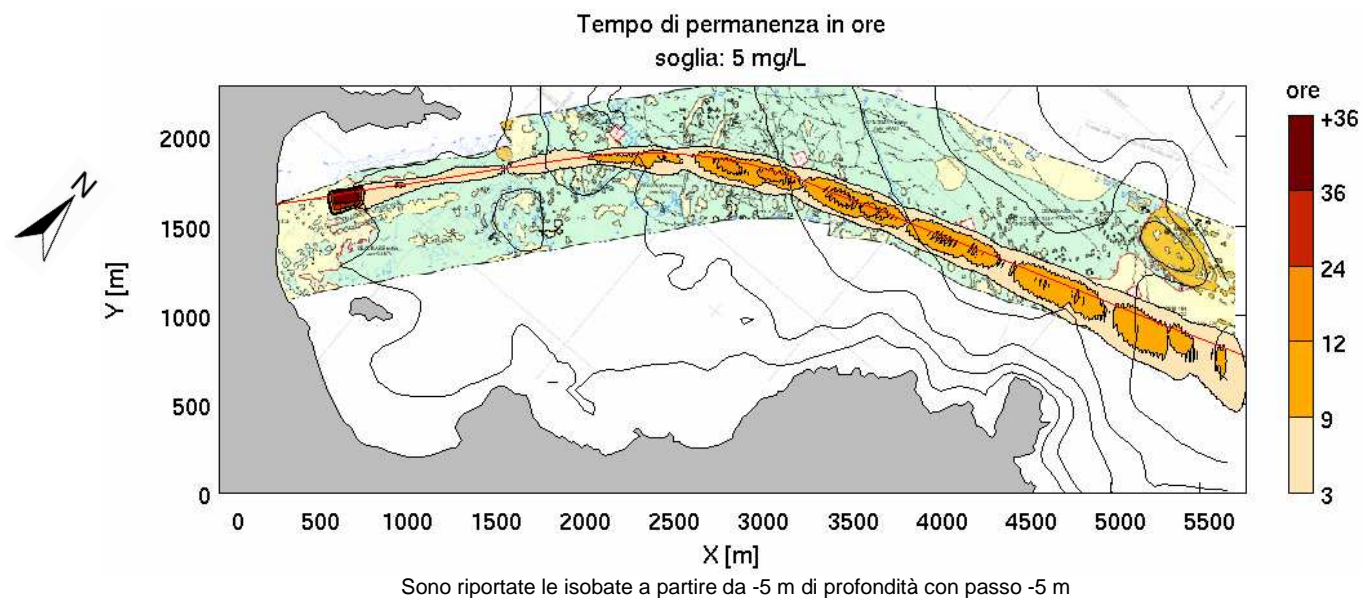 Tempo di permanenza in ore
soglia: 5 mg/L
ore
+36
36
24
12
9
3
N
Y [m]
2000
1500
1000
500
0
0 500 1000 1500 2000 2500 3000 3500 4000 4500 5000 5500
X [m]
Sono riportate le isobate a partire da -5 m di profondità con passo -5 m